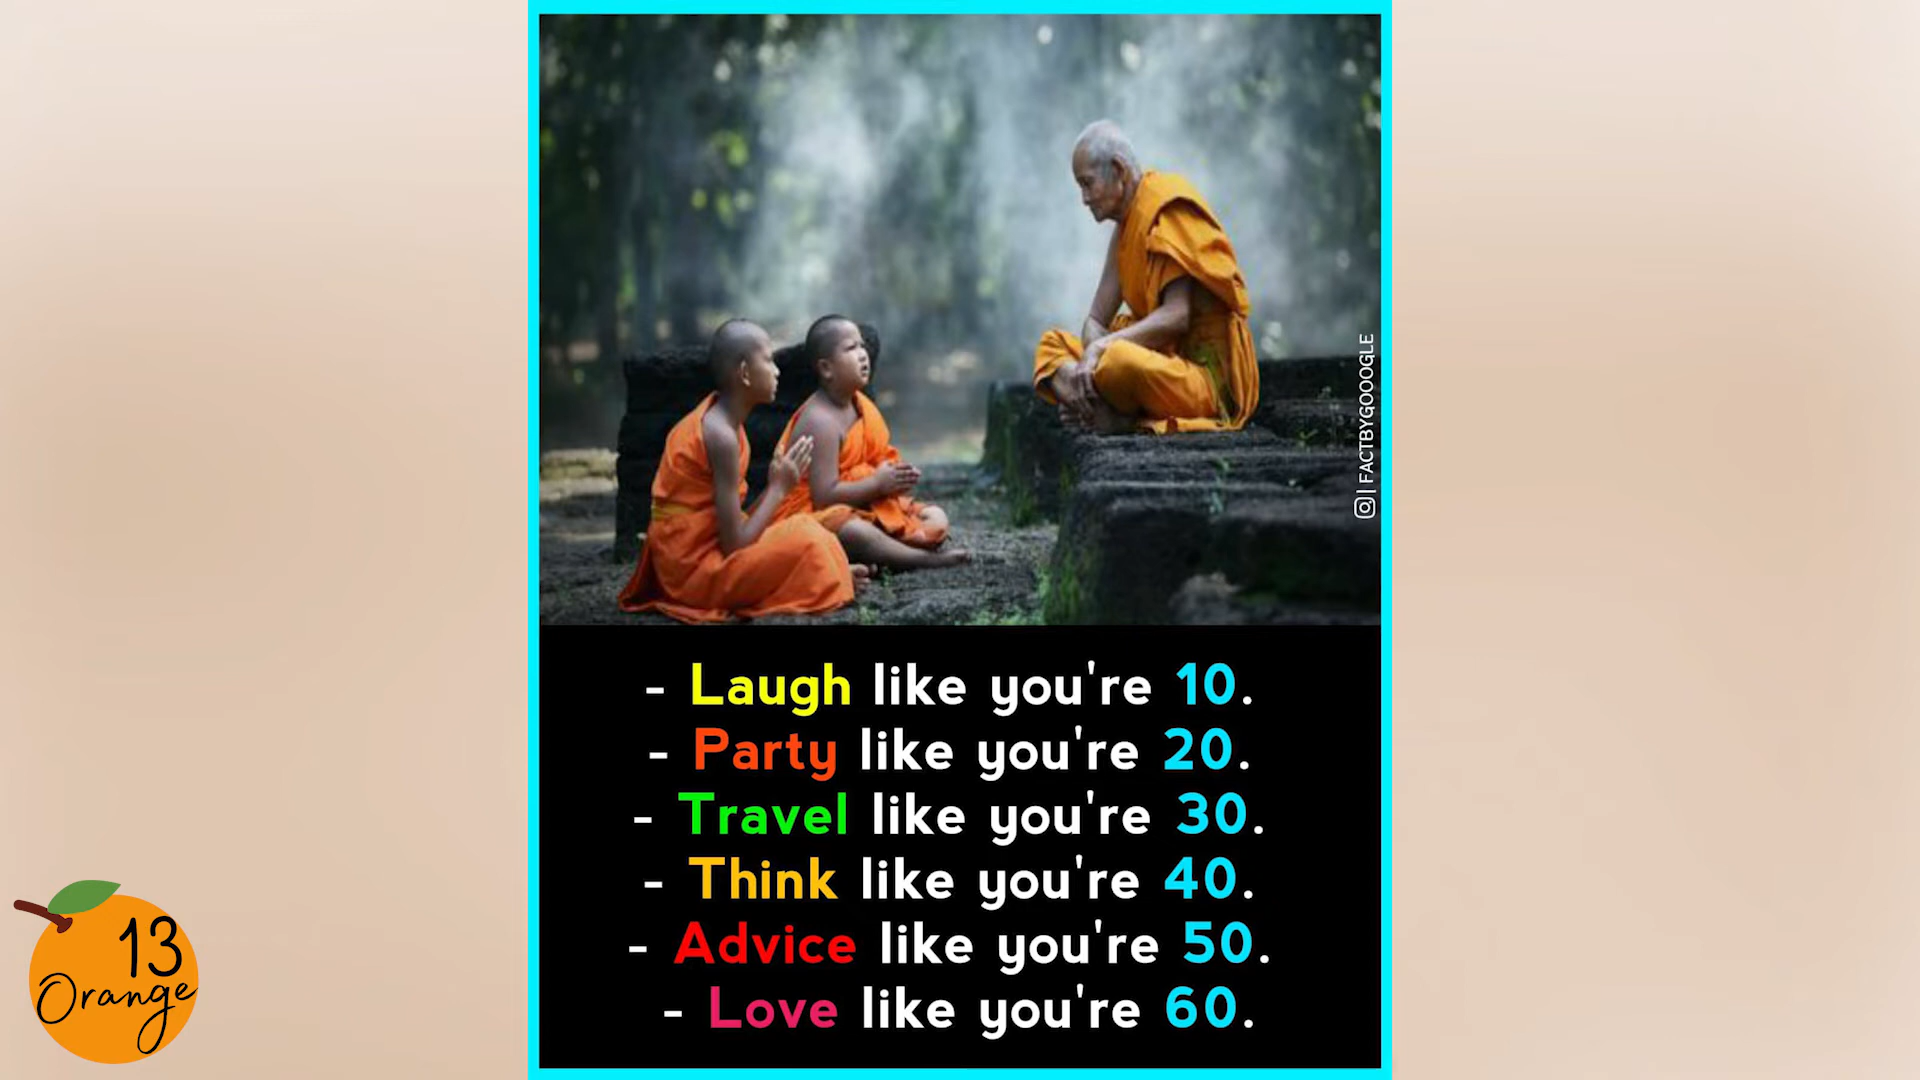 @| FACTBYGOOOGLE
- Laugh like you're 10.
- Party like you're 20.
- Travel like you're 30.
- Think like you're 40.
- Advice like you're 50.
- Love like you're 60.
13
Orange